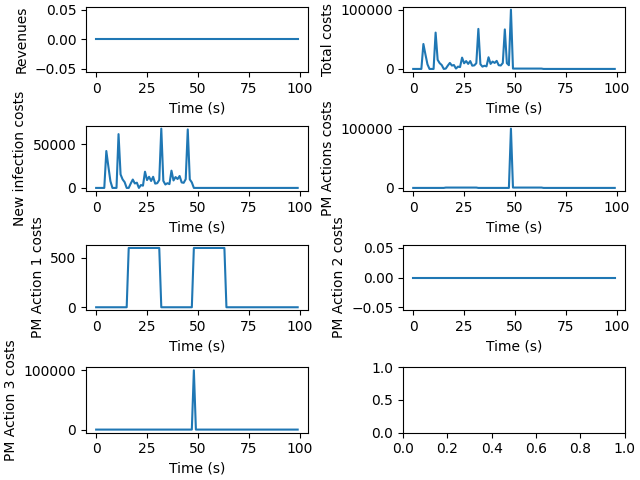 Revenues
0.05
0.00
−0.05
0 25 50 75 100
Time (s)
Total costs
100000
0
0 25 50 75 100
Time (s)
New infection costs
50000
0
0 25 50 75 100
Time (s)
PM Actions costs
100000
0
0 25 50 75 100
Time (s)
PM Action 1 costs
500
0
0 25 50 75 100
Time (s)
PM Action 2 costs
0.05
0.00
−0.05
0 25 50 75 100
Time (s)
PM Action 3 costs
100000
0
0 25 50 75 100
Time (s)
1.0
0.5
0.0
0.0 0.2 0.4 0.6 0.8 1.0